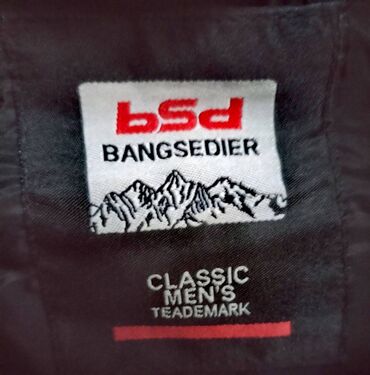 bsd
BANGSEDIER
CLASSIC
MEN'S
TEADEMARK